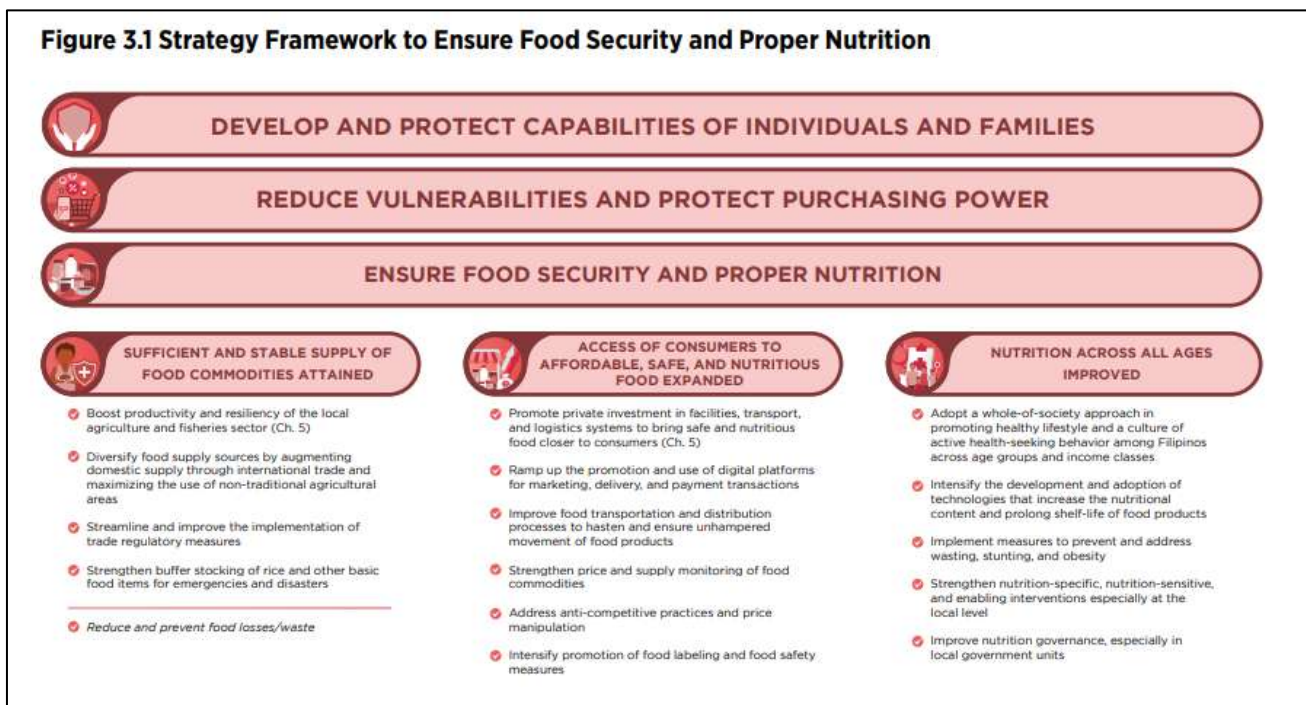 Figure 3.1 Strategy Framework to Ensure Food Security and Proper Nutrition
DEVELOP AND PROTECT CAPABILITIES OF INDIVIDUALS AND FAMILIES
REDUCE VULNERABILITIES AND PROTECT PURCHASING POWER
ENSURE FOOD SECURITY AND PROPER NUTRITION
SUFFICIENT AND STABLE SUPPLY OF
FOOD COMMODITIES ATTAINED
Boost productivity and resiliency of the local
agriculture and fisheries sector (Ch. 5)
Diversify food supply sources by augmenting
domestic supply through international trade and
maximizing the use of non-traditional agricultural
areas
Streamline and improve the implementation of
trade regulatory measures
Strengthen buffer stocking of rice and other basic
food items for emergencies and disasters
Reduce and prevent food losses/waste
ACCESS OF CONSUMERS TO
AFFORDABLE, SAFE, AND NUTRITIOUS
FOOD EXPANDED
Promote private investment in facilities, transport,
and logistics systems to bring safe and nutritious
food closer to consumers (Ch. 5)
Ramp up the promotion and use of digital platforms
for marketing, delivery, and payment transactions
Improve food transportation and distribution
processes to hasten and ensure unhampered
movement of food products
Strengthen price and supply monitoring of food
commodities
Address anti-competitive practices and price
manipulation
Intensify promotion of food labeling and food safety
measures
NUTRITION ACROSS ALL AGES
IMPROVED
Adopt a whole-of-society approach in
promoting healthy lifestyle and a culture of
active health-seeking behavior among Filipinos
across age groups and income classes
Intensify the development and adoption of
technologies that increase the nutritional
content and prolong shelf-life of food products
Implement measures to prevent and address
wasting, stunting, and obesity
Strengthen nutrition-specific, nutrition-sensitive,
and enabling interventions especially at the
local level
Improve nutrition governance, especially in
local government units